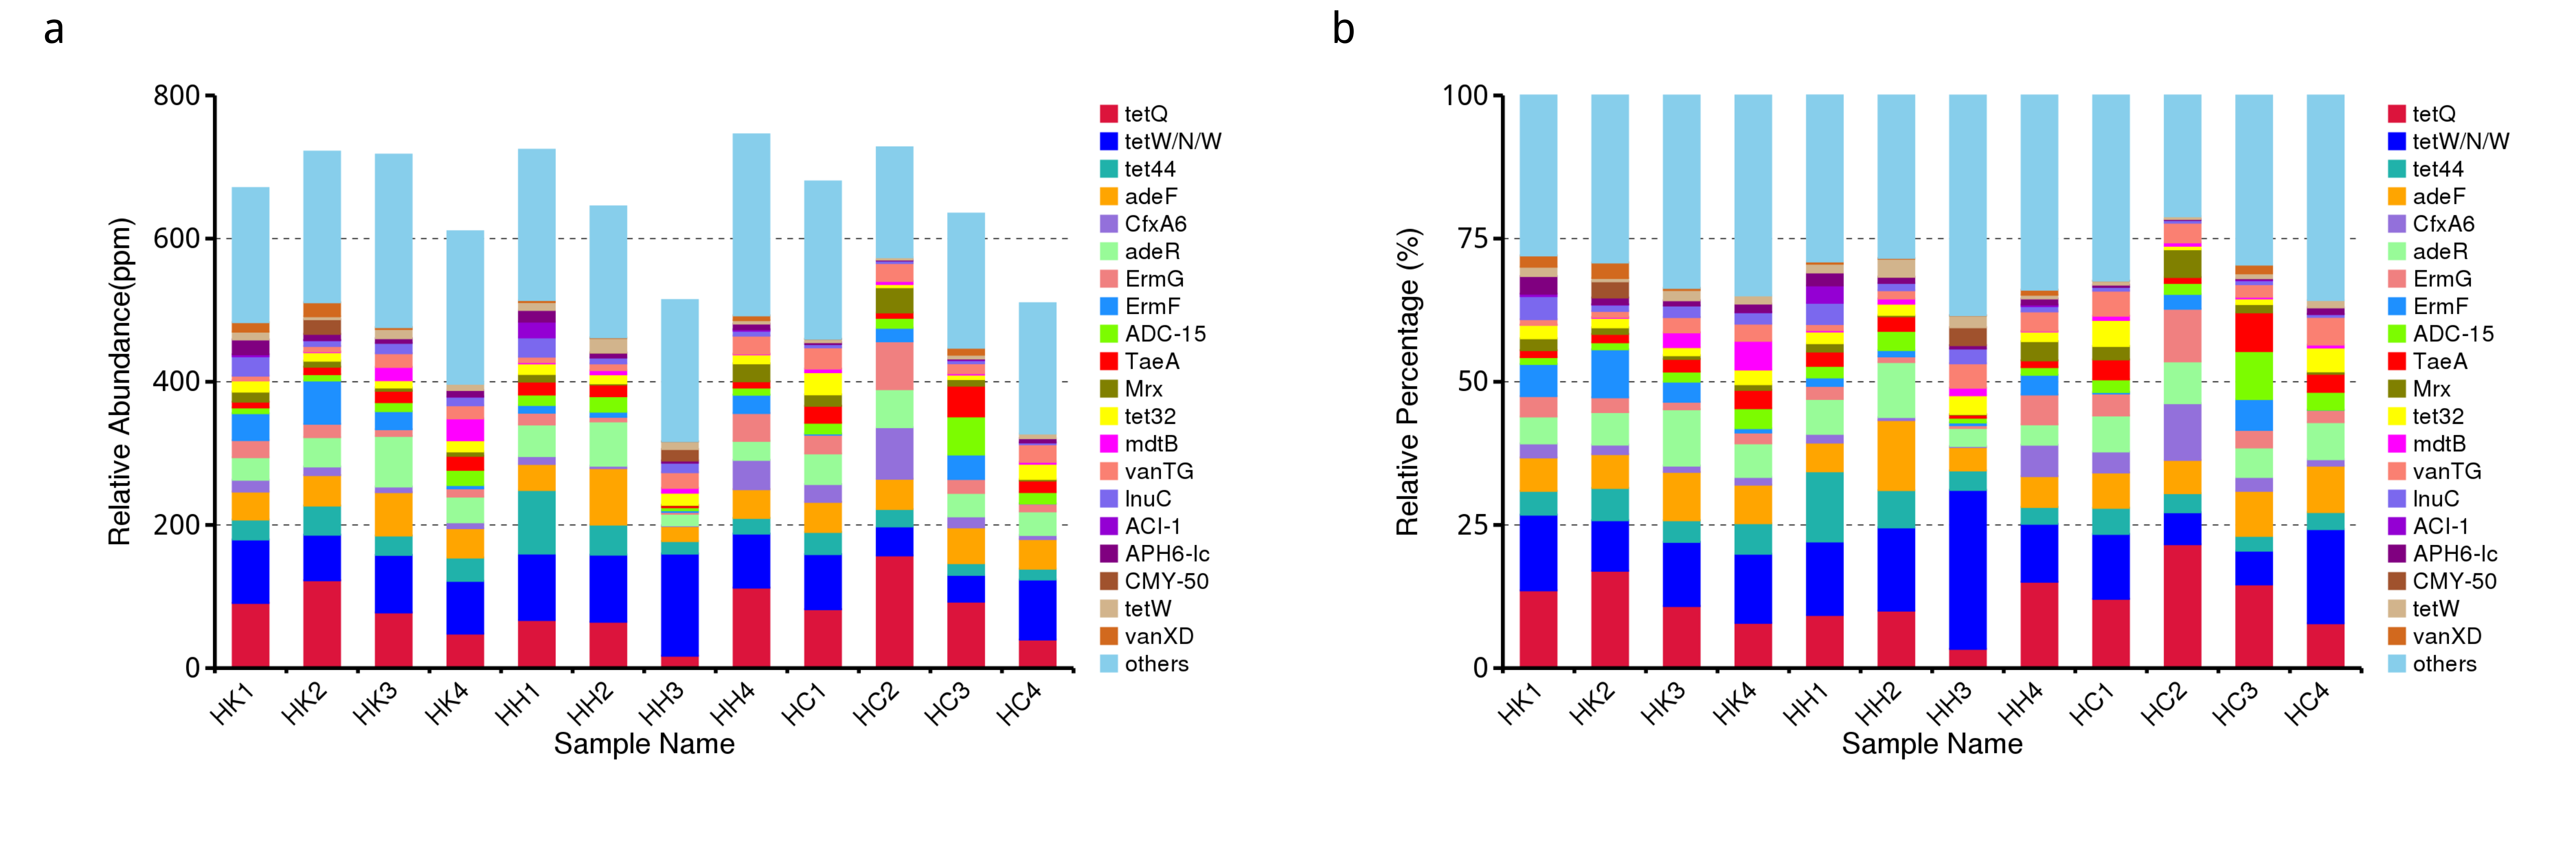 a
800
600
400
200
0
Relative Abundance(ppm)
HK1
HK2
HK3
HK4
HH1
HH2
HH3
HH4
HC1
HC2
HC3
HC4
Sample Name
tetQ
tetW/N/W
tet44
adeF
CfxA6
adeR
ErmG
ErmF
ADC-15
TaeA
Mrx
tet32
mdtB
vanTG
lnuC
ACI-1
APH6-Ic
CMY-50
tetW
vanXD
others
b
100
75
50
25
0
Relative Percentage (%)
HK1
HK2
HK3
HK4
HH1
HH2
HH3
HH4
HC1
HC2
HC3
HC4
Sample Name
tetQ
tetW/N/W
tet44
adeF
CfxA6
adeR
ErmG
ErmF
ADC-15
TaeA
Mrx
tet32
mdtB
vanTG
lnuC
ACI-1
APH6-Ic
CMY-50
tetW
vanXD
others